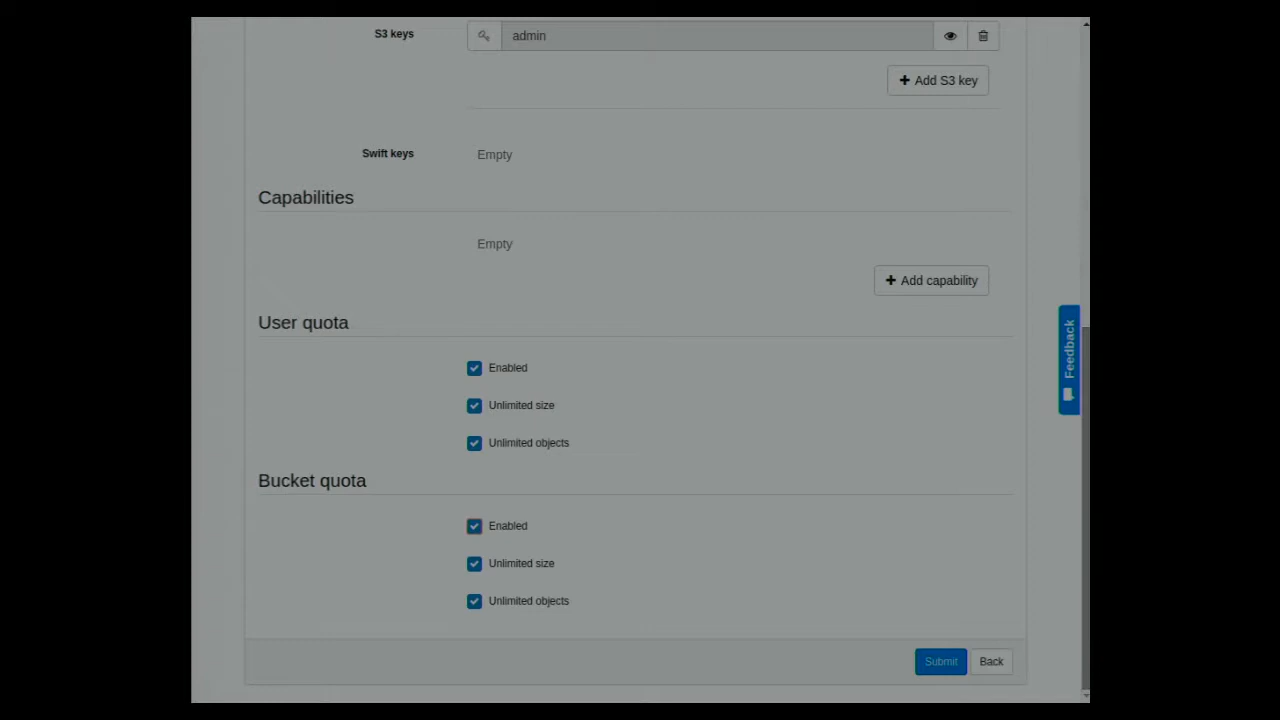 S3 keys
admin
Add S3 key
Swift keys
Empty
Capabilities
Empty
Add capability
User quota
Enabled
Unlimited size
Unlimited objects
Bucket quota
Enabled
Unlimited size
Unlimited objects
Submit
Back
Feedback